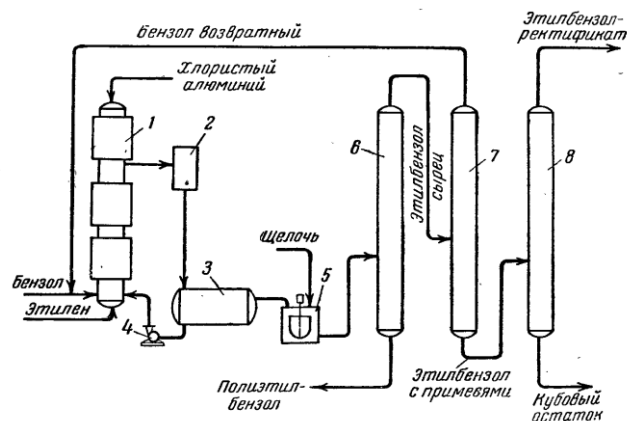 Бензол возвратный
Этилбензол-
ректификат
Хлористый
алюминий
1
2
6
7
8
Этилбензол
сырец
Щелочь
3
5
Бензол
Этилен
4
Полиэтил-
бензол
Этилбензол
с примевями
Кубовый
остаток